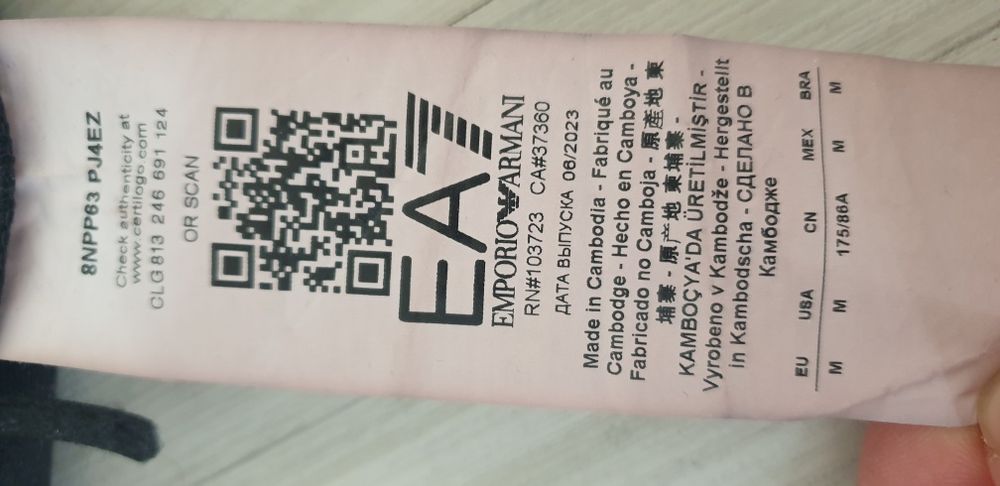 8NPP63 PJ4EZ
Check authenticity at
www.certilogo.com
CLG 813 246 691 124
OR SCAN
EA7
EMPORIO ARMANI
RN#103723 CA#37360
ДАТА ВЫПУСКА 06/2023
Made in Cambodia - Fabriqué au
Cambodge - Hecho en Camboya -
Fabricado no Camboja - 原產地 柬
埔寨 - 原产地 柬埔寨 -
KAMBOÇYA'DA ÜRETİLMİŞTİR -
Vyrobeno v Kambodže - Hergestellt
in Kambodscha - СДЕЛАНО В
Камбодже
EU USA CN MEX BRA
M M 175/86A M M